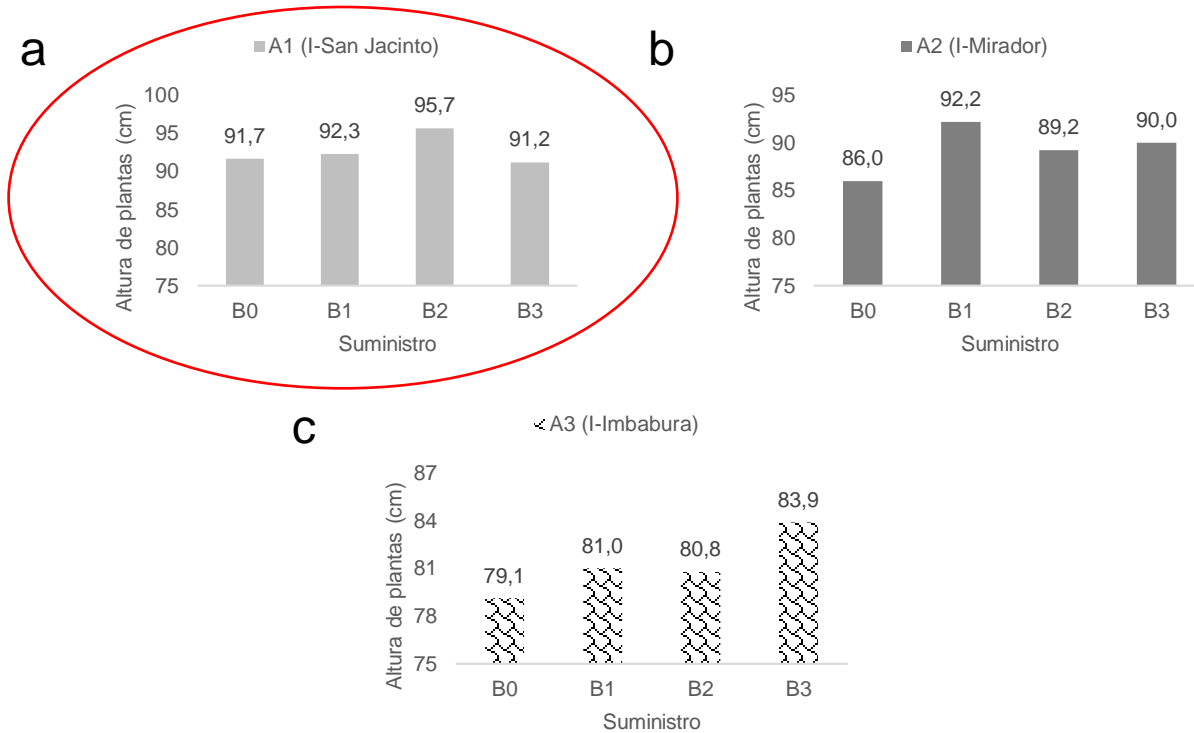 a
A1 (I-San Jacinto)
Altura de plantas (cm)
100
95
90
85
80
75
91,7
92,3
95,7
91,2
B0 B1 B2 B3
Suministro
b
A2 (I-Mirador)
Altura de plantas (cm)
95
90
85
80
75
86,0
92,2
89,2
90,0
B0 B1 B2 B3
Suministro
c
A3 (I-Imbabura)
Altura de plantas (cm)
87
84
81
78
75
79,1
81,0
80,8
83,9
B0 B1 B2 B3
Suministro